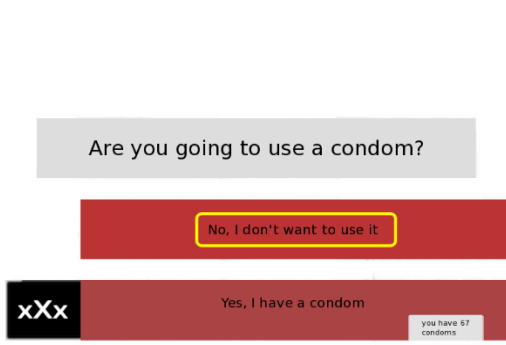 Are you going to use a condom?
No, I don't want to use it
xXx
Yes, I have a condom
you have 67
condoms